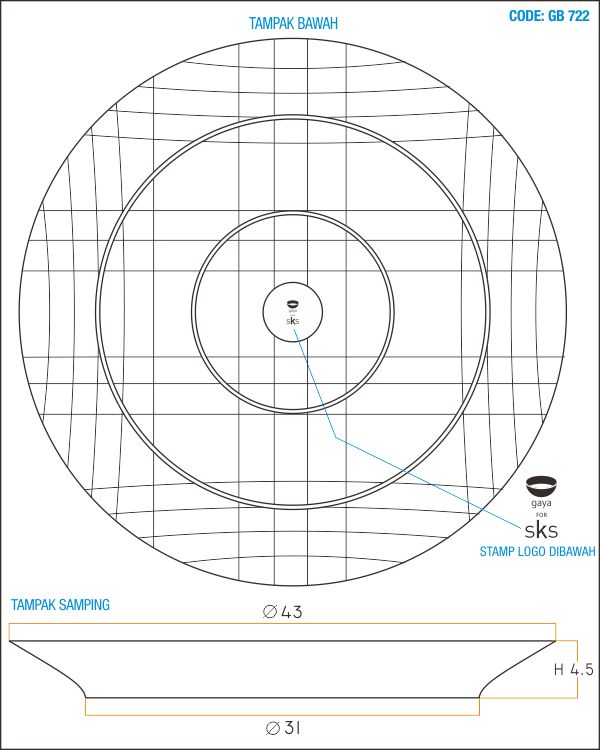 TAMPAK BAWAH
CODE: GB 722
gaya
sks
gaya
FOR
sks
STAMP LOGO DIBAWAH
TAMPAK SAMPING
Ø 43
H 4.5
Ø 31